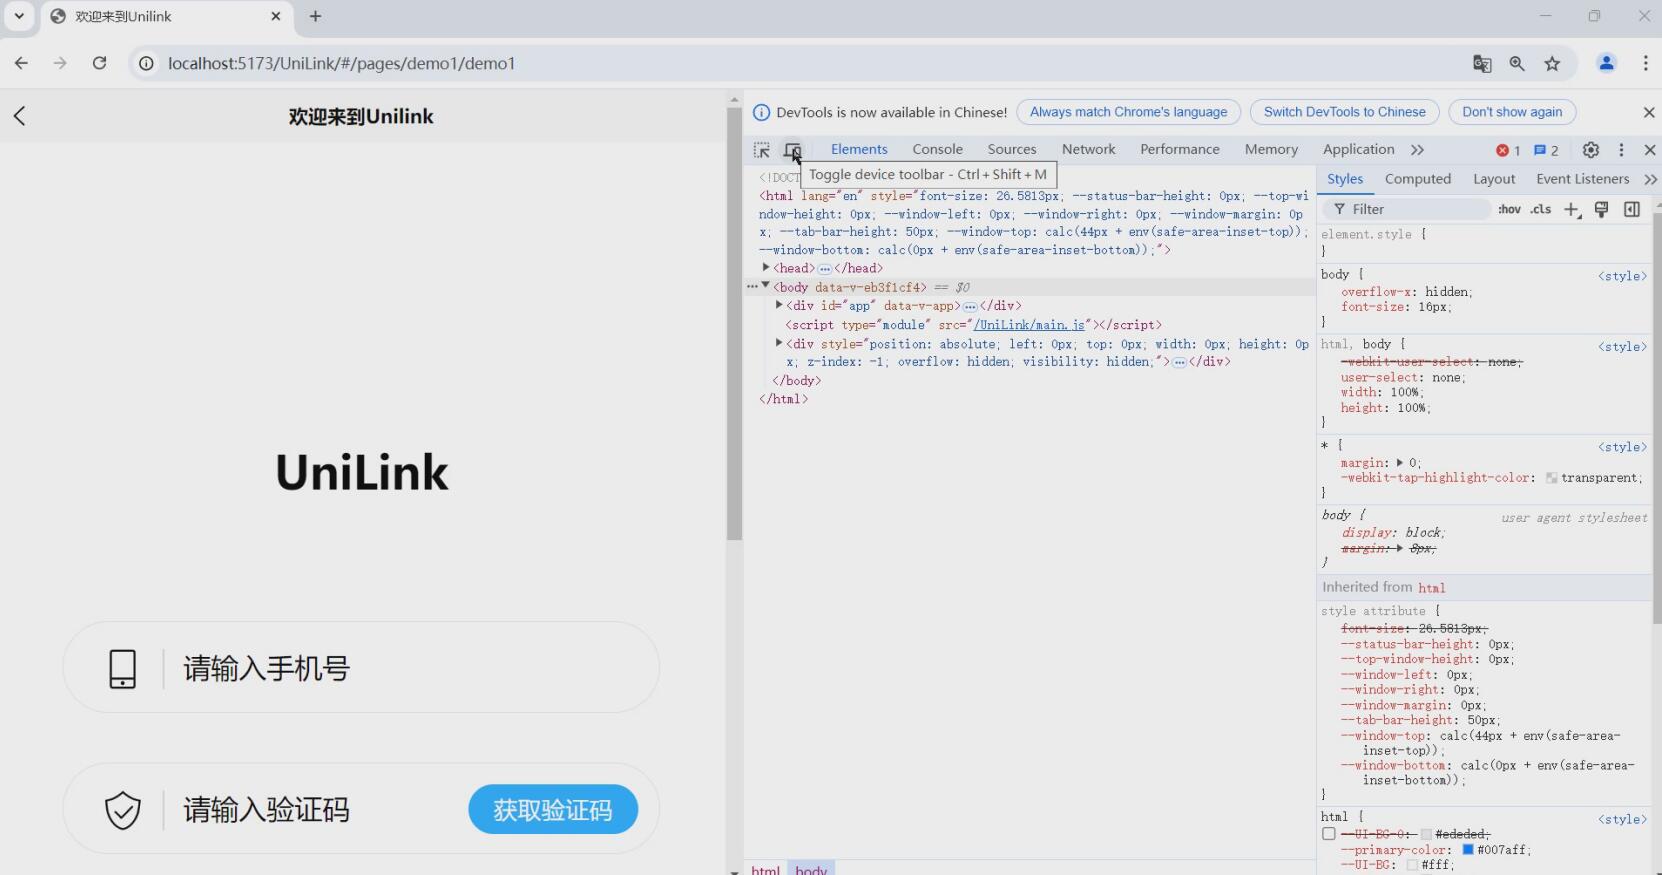 欢迎来到Unilink
localhost:5173/UniLink/#/pages/demo1/demo1
欢迎来到Unilink
UniLink
请输入手机号
请输入验证码
获取验证码
DevTools is now available in Chinese!
Always match Chrome's language
Switch DevTools to Chinese
Don't show again
Elements
Console
Sources
Network
Performance
Memory
Application
1
2
Toggle device toolbar - Ctrl + Shift + M
<!DOCT
<html lang="en" style="font-size: 26.5813px; --status-bar-height: 0px; --top-wi
ndow-height: 0px; --window-left: 0px; --window-right: 0px; --window-margin: 0p
x; --tab-bar-height: 50px; --window-top: calc(44px + env(safe-area-inset-top));
--window-bottom: calc(0px + env(safe-area-inset-bottom));">
<head>…</head>
<body data-v-eb3f1cf4> == $0
<div id="app" data-v-app>…</div>
<script type="module" src="/UniLink/main.js"></script>
<div style="position: absolute; left: 0px; top: 0px; width: 0px; height: 0p
x; z-index: -1; overflow: hidden; visibility: hidden;">…</div>
</body>
</html>
html
body
Styles
Computed
Layout
Event Listeners
Filter
:hov
.cls
element.style {
}
body {
<style>
overflow-x: hidden;
font-size: 16px;
}
html, body {
<style>
-webkit-user-select: none;
user-select: none;
width: 100%;
height: 100%;
}
* {
<style>
margin: 0;
-webkit-tap-highlight-color: transparent;
}
body {
user agent stylesheet
display: block;
margin: 8px;
}
Inherited from html
style attribute {
font-size: 26.5813px;
--status-bar-height: 0px;
--top-window-height: 0px;
--window-left: 0px;
--window-right: 0px;
--window-margin: 0px;
--tab-bar-height: 50px;
--window-top: calc(44px + env(safe-area-
inset-top));
--window-bottom: calc(0px + env(safe-area-
inset-bottom));
}
html {
<style>
--UI-BG-0: #ededed;
--primary-color: #007aff;
--UI-BG: #fff;